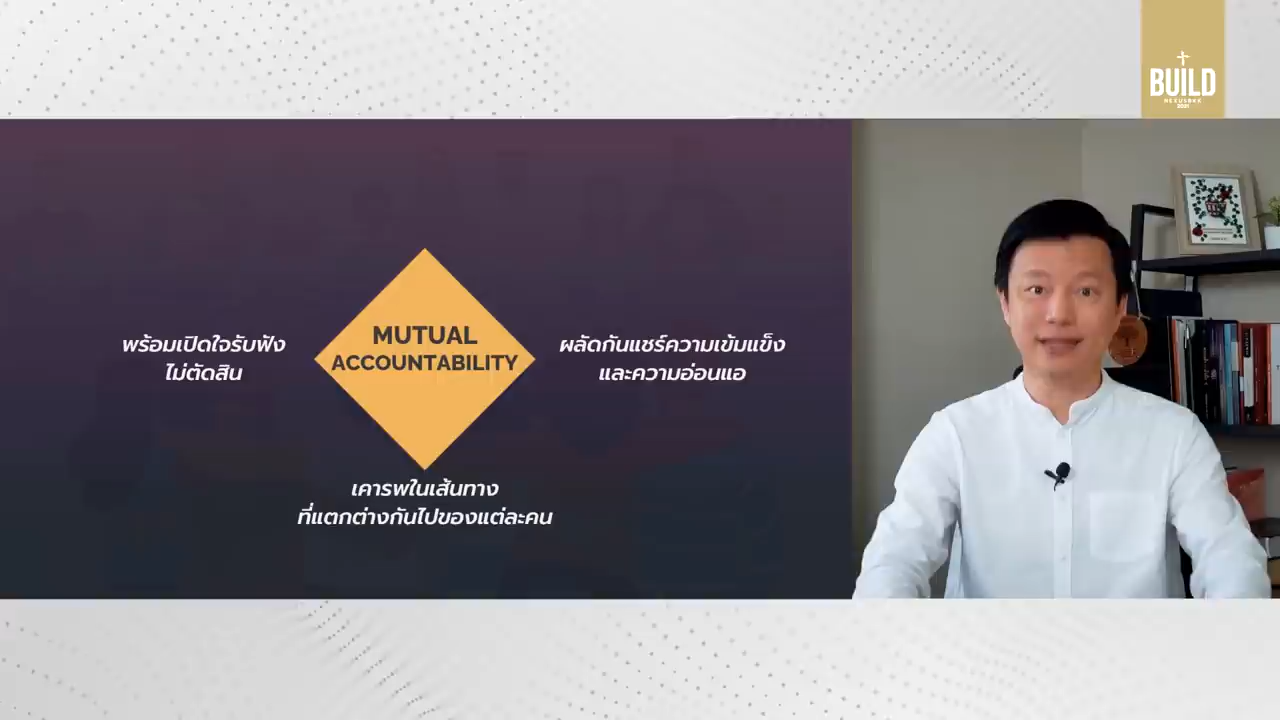 BUILD
NEXUSBKK
2021
พร้อมเปิดใจรับฟัง
ไม่ตัดสิน
MUTUAL
ACCOUNTABILITY
ผลัดกันแชร์ความเข้มแข็ง
และความอ่อนแอ
เคารพในเส้นทาง
ที่แตกต่างกันไปของแต่ละคน